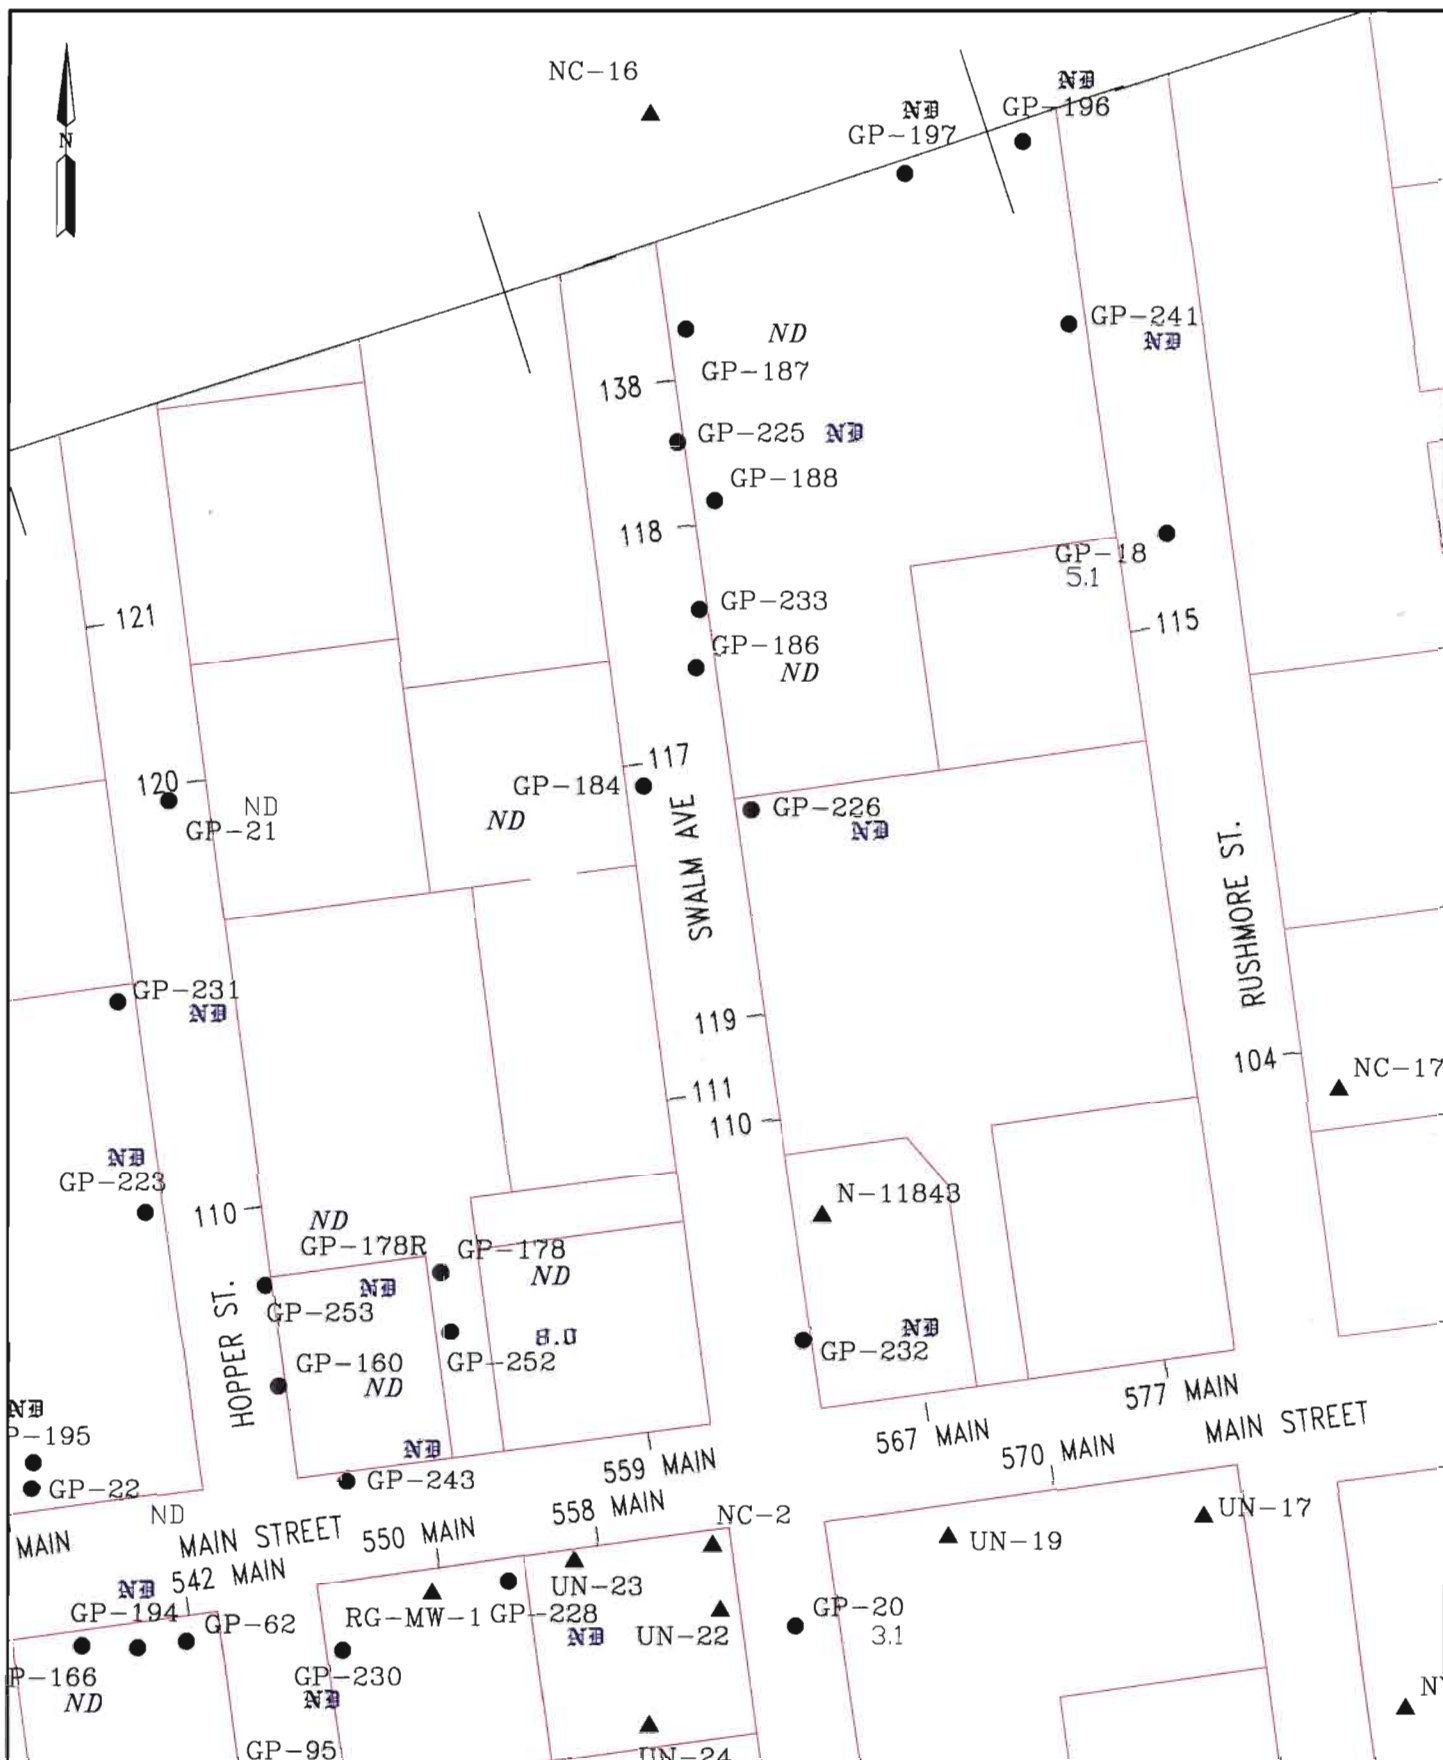 NC-16
ND
GP-196
ND
GP-197
N
GP-241
ND
ND
GP-187
138
GP-225 ND
GP-188
118
GP-18
5.1
GP-233
121
115
GP-186
ND
117
120
GP-184
ND
GP-21
ND
GP-226
ND
SWALM AVE
RUSHMORE ST.
GP-231
ND
119
104
NC-17
111
110
ND
GP-223
N-11843
110
ND
GP-178R
GP-178
ND
ND
GP-253
HOPPER ST.
8.0
GP-252
ND
GP-232
GP-160
ND
577 MAIN
ND
P-195
567 MAIN
MAIN STREET
570 MAIN
ND
GP-243
559 MAIN
GP-22
ND
558 MAIN
NC-2
UN-17
MAIN
MAIN STREET
550 MAIN
UN-19
542 MAIN
ND
GP-194
GP-62
UN-23
RG-MW-1
GP-228
ND
UN-22
GP-20
3.1
P-166
ND
GP-230
ND
GP-95
UN-24